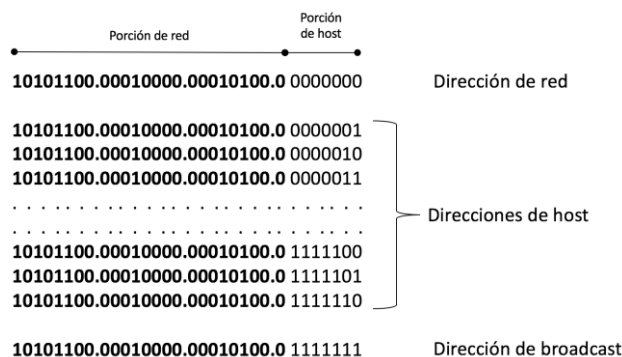 Porción de red
Porción
de host
10101100.00010000.00010100.0 0000000
Dirección de red
10101100.00010000.00010100.0 0000001
10101100.00010000.00010100.0 0000010
10101100.00010000.00010100.0 0000011
. . . . . . . . . . . . . . . . . . . . . . . . . . .
. . . . . . . . . . . . . . . . . . . . . . . . . . .
Direcciones de host
10101100.00010000.00010100.0 1111100
10101100.00010000.00010100.0 1111101
10101100.00010000.00010100.0 1111110
10101100.00010000.00010100.0 1111111
Dirección de broadcast